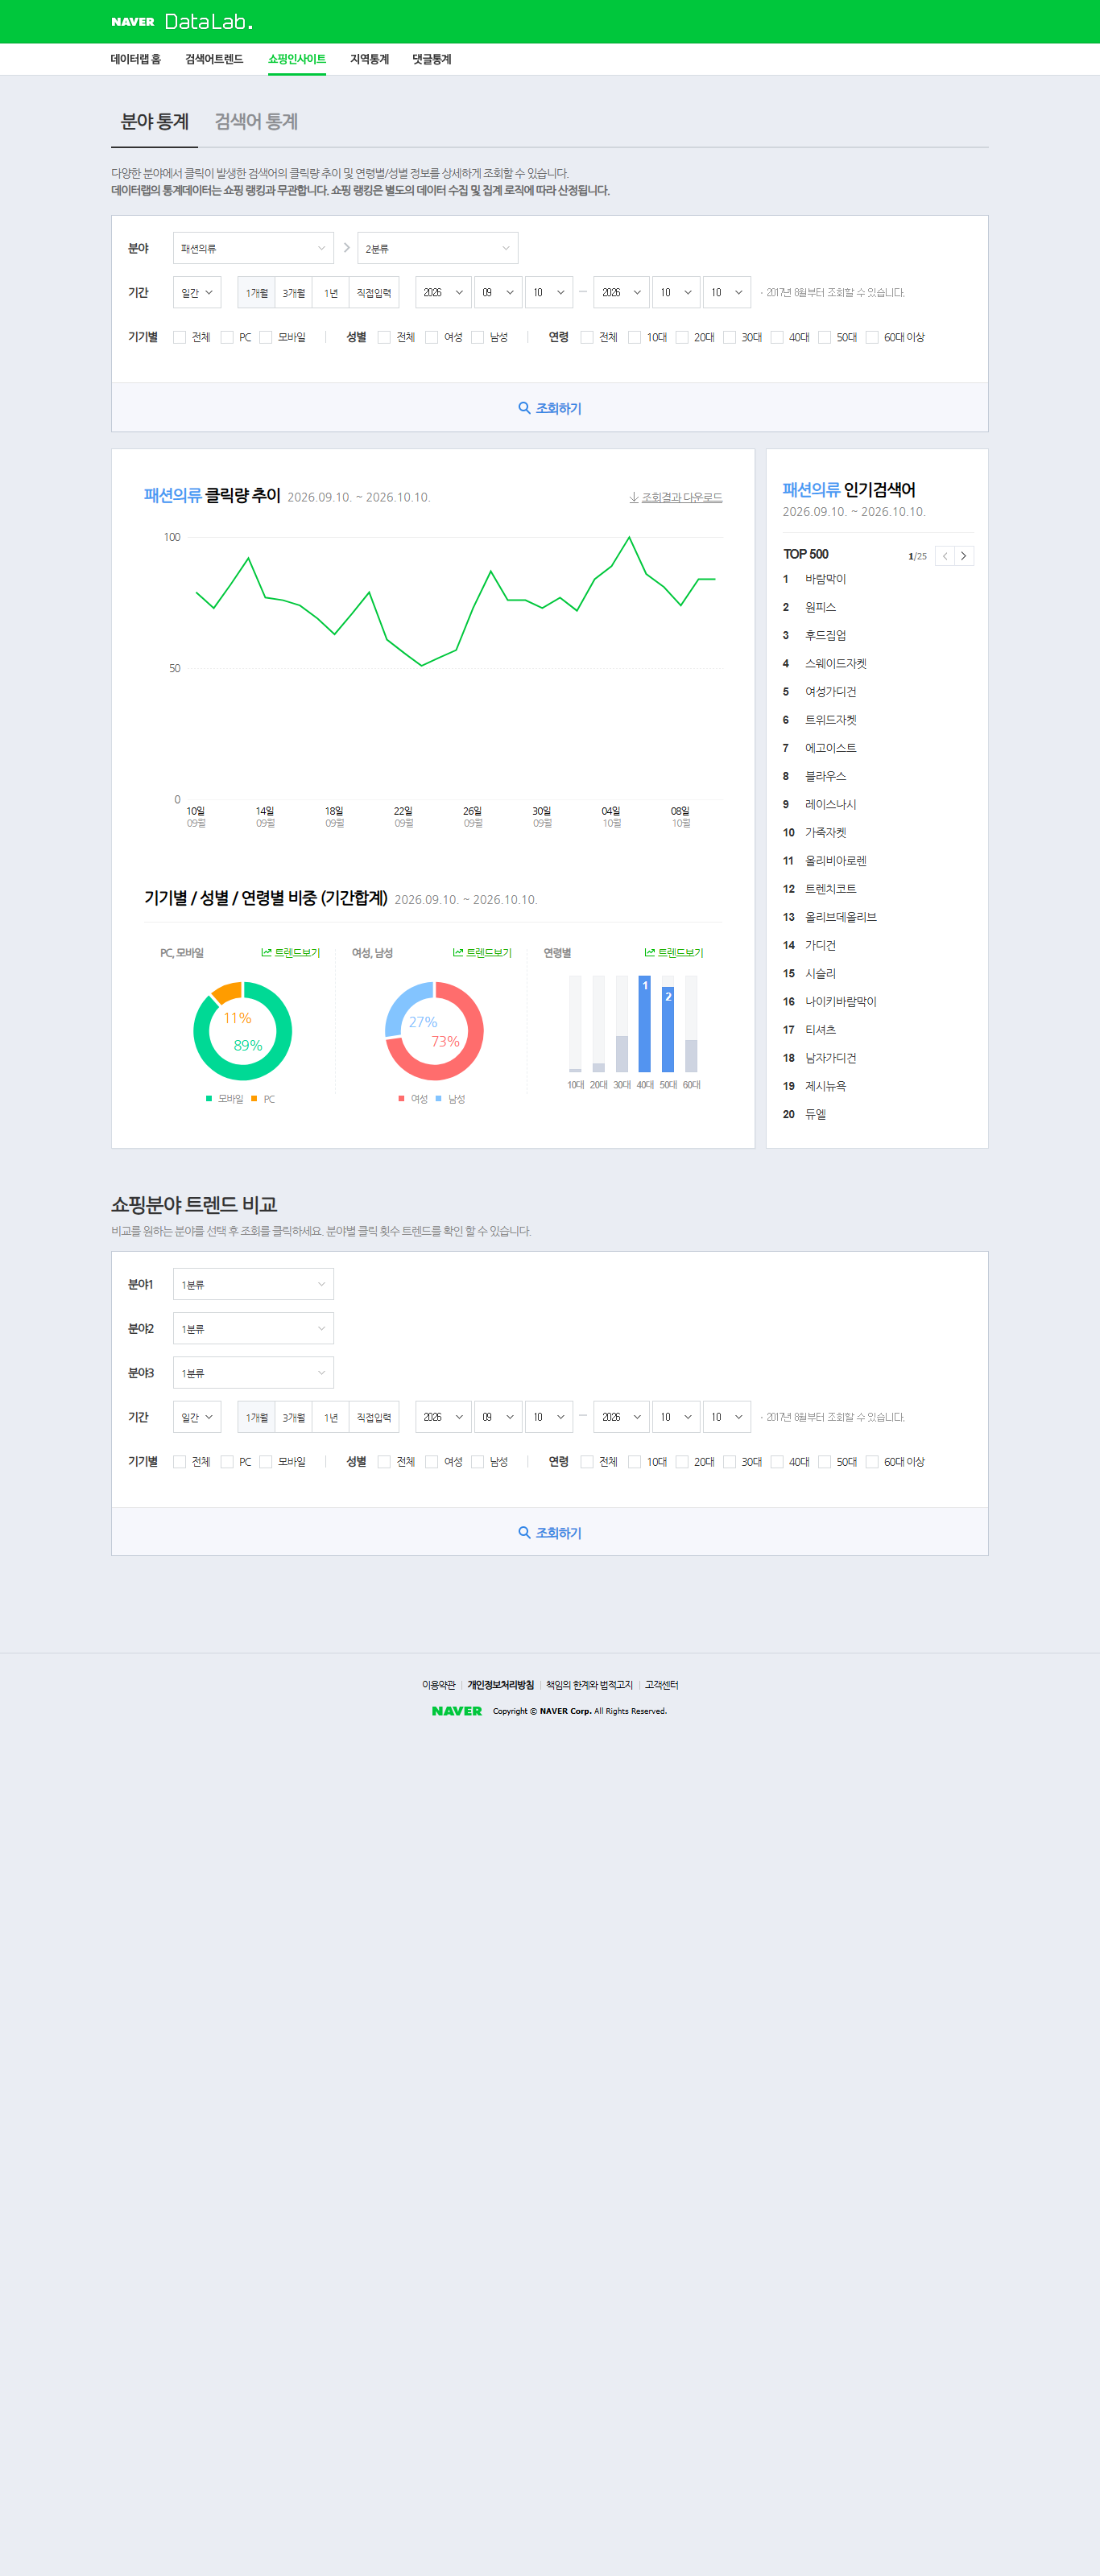 NAVER DataLab.
데이터랩 홈 검색어트렌드 쇼핑인사이트 지역통계 댓글통계
분야 통계 검색어 통계
다양한 분야에서 클릭이 발생한 검색어의 클릭량 추이 및 연령별/성별 정보를 상세하게 조회할 수 있습니다.
데이터랩의 통계데이터는 쇼핑 랭킹과 무관합니다. 쇼핑 랭킹은 별도의 데이터 수집 및 집계 로직에 따라 산정됩니다.
분야 패션의류 2분류
기간 일간 1개월 3개월 1년 직접입력 2026 09 10 2026 10 10 · 2017년 8월부터 조회할 수 있습니다.
기기별 전체 PC 모바일 성별 전체 여성 남성 연령 전체 10대 20대 30대 40대 50대 60대 이상
조회하기
패션의류 클릭량 추이 2026.09.10. ~ 2026.10.10. 조회결과 다운로드
100
50
0
10일 14일 18일 22일 26일 30일 04일 08일
09월 09월 09월 09월 09월 09월 10월 10월
기기별 / 성별 / 연령별 비중 (기간합계) 2026.09.10. ~ 2026.10.10.
PC, 모바일 트렌드보기
11%
89%
모바일 PC
여성, 남성 트렌드보기
27%
73%
여성 남성
연령별 트렌드보기
1
2
10대 20대 30대 40대 50대 60대
패션의류 인기검색어
2026.09.10. ~ 2026.10.10.
TOP 500 1/25
1 바람막이
2 원피스
3 후드집업
4 스웨이드자켓
5 여성가디건
6 트위드자켓
7 에고이스트
8 블라우스
9 레이스나시
10 가죽자켓
11 올리비아로렌
12 트렌치코트
13 올리브데올리브
14 가디건
15 시슬리
16 나이키바람막이
17 티셔츠
18 남자가디건
19 제시뉴욕
20 듀엘
쇼핑분야 트렌드 비교
비교를 원하는 분야를 선택 후 조회를 클릭하세요. 분야별 클릭 횟수 트렌드를 확인 할 수 있습니다.
분야1 1분류
분야2 1분류
분야3 1분류
기간 일간 1개월 3개월 1년 직접입력 2026 09 10 2026 10 10 · 2017년 8월부터 조회할 수 있습니다.
기기별 전체 PC 모바일 성별 전체 여성 남성 연령 전체 10대 20대 30대 40대 50대 60대 이상
조회하기
이용약관 개인정보처리방침 책임의 한계와 법적고지 고객센터
NAVER Copyright © NAVER Corp. All Rights Reserved.